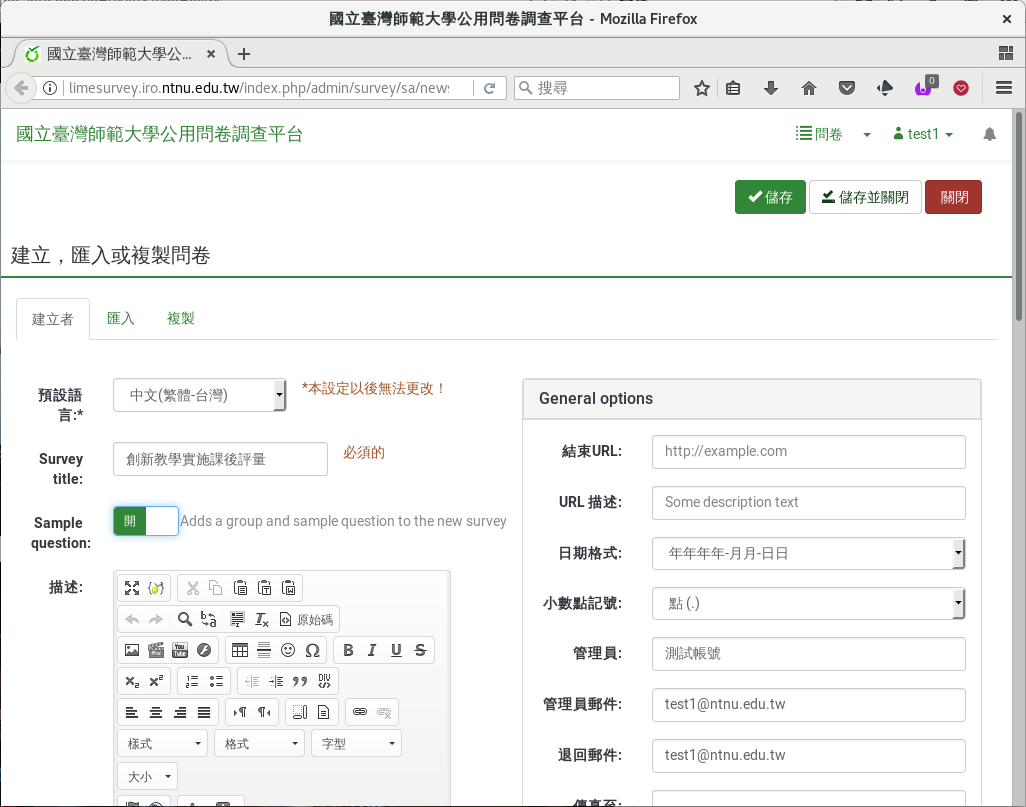 國立臺灣師範大學公用問卷調查平台 - Mozilla Firefox
國立臺灣師範大學公...
limesurvey.iro.ntnu.edu.tw/index.php/admin/survey/sa/news
搜尋
0
國立臺灣師範大學公用問卷調查平台
問卷
test1
儲存
儲存並關閉
關閉
建立，匯入或複製問卷
建立者
匯入
複製
預設語
言:*
中文(繁體-台灣)
*本設定以後無法更改！
Survey
title:
創新教學實施課後評量
必須的
Sample
question:
開
Adds a group and sample question to the new survey
描述:
原始碼
You
Tube
B I U S
DIV
樣式
格式
字型
大小
General options
結束URL:
http://example.com
URL 描述:
Some description text
日期格式:
年年年年-月月-日日
小數點記號:
點 (.)
管理員:
測試帳號
管理員郵件:
test1@ntnu.edu.tw
退回郵件:
test1@ntnu.edu.tw
傳真至: